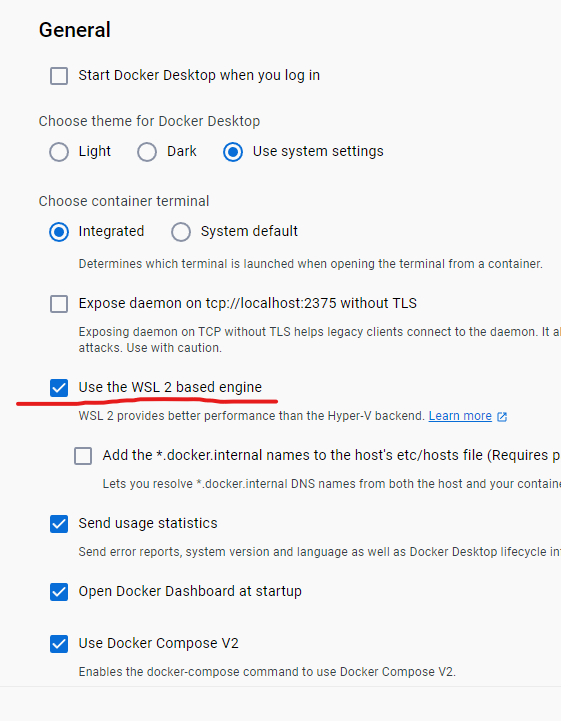 General
Start Docker Desktop when you log in
Choose theme for Docker Desktop
Light Dark Use system settings
Choose container terminal
Integrated System default
Determines which terminal is launched when opening the terminal from a container.
Expose daemon on tcp://localhost:2375 without TLS
Exposing daemon on TCP without TLS helps legacy clients connect to the daemon. It al
attacks. Use with caution.
Use the WSL 2 based engine
WSL 2 provides better performance than the Hyper-V backend. Learn more
Add the *.docker.internal names to the host's etc/hosts file (Requires p
Lets you resolve *.docker.internal DNS names from both the host and your containe
Send usage statistics
Send error reports, system version and language as well as Docker Desktop lifecycle in
Open Docker Dashboard at startup
Use Docker Compose V2
Enables the docker-compose command to use Docker Compose V2.